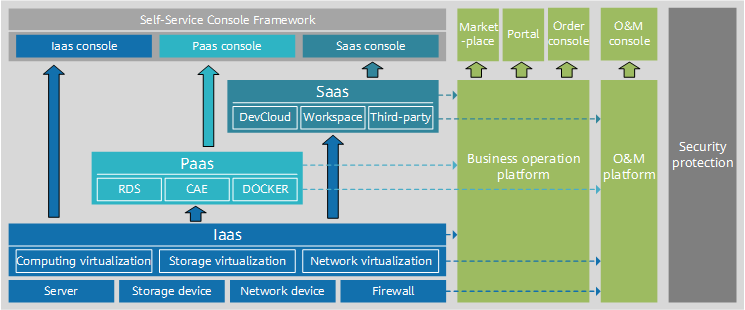 Self-Service Console Framework
Iaas console
Paas console
Saas console
Market
-place
Portal
Order
console
O&M
console
Saas
DevCloud
Workspace
Third-party
Paas
RDS
CAE
DOCKER
Business operation
platform
O&M
platform
Security
protection
Iaas
Computing virtualization
Storage virtualization
Network virtualization
Server
Storage device
Network device
Firewall